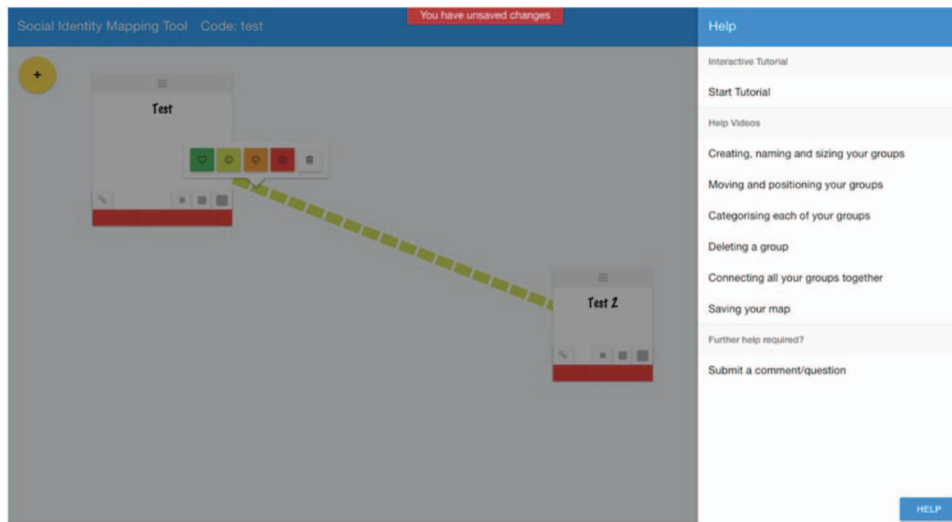 Social Identity Mapping Tool Code: test
You have unsaved changes
Help
Interactive Tutorial
Start Tutorial
Help Videos
Creating, naming and sizing your groups
Moving and positioning your groups
Categorising each of your groups
Deleting a group
Connecting all your groups together
Saving your map
Further help required?
Submit a comment/question
HELP
+
Test
Test 2